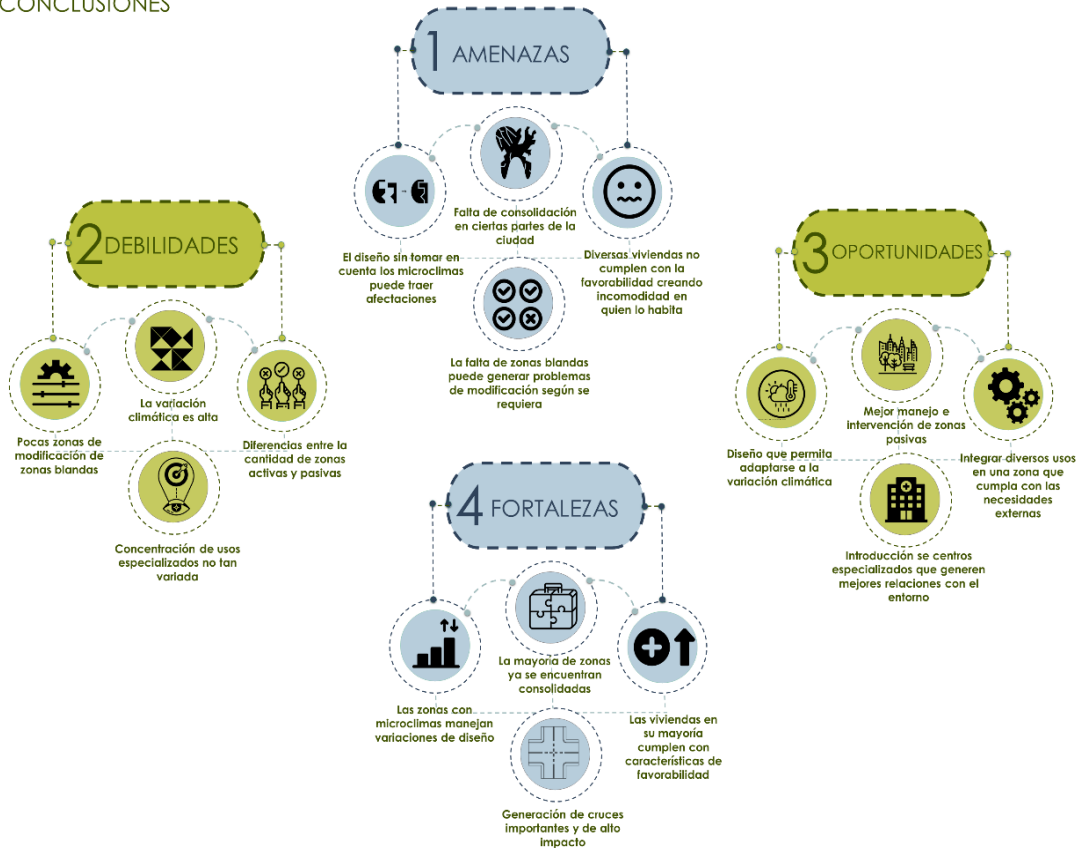 CONCLUSIONES
1 AMENAZAS
El diseño sin tomar en
cuenta los microclimas
puede traer
afectaciones
Falta de consolidación
en ciertas partes de la
ciudad
Diversas viviendas no
cumplen con la
favorabilidad creando
incomodidad en
quien lo habita
La falta de zonas blandas
puede generar problemas
de modificación según se
requiera
2 DEBILIDADES
Pocas zonas de
modificación de
zonas blandas
La variación
climática es alta
Diferencias entre la
cantidad de zonas
activas y pasivas
Concentración de usos
especializados no tan
variada
3 OPORTUNIDADES
Diseño que permita
adaptarse a la
variación climática
Mejor manejo e
intervención de zonas
pasivas
Integrar diversos usos
en una zona que
cumpla con las
necesidades
externas
Introducción se centros
especializados que generen
mejores relaciones con el
entorno
4 FORTALEZAS
Las zonas con
microclimas manejan
variaciones de diseño
La mayoría de zonas
ya se encuentran
consolidadas
Las viviendas en
su mayoría
cumplen con
características de
favorabilidad
Generación de cruces
importantes y de alto
impacto